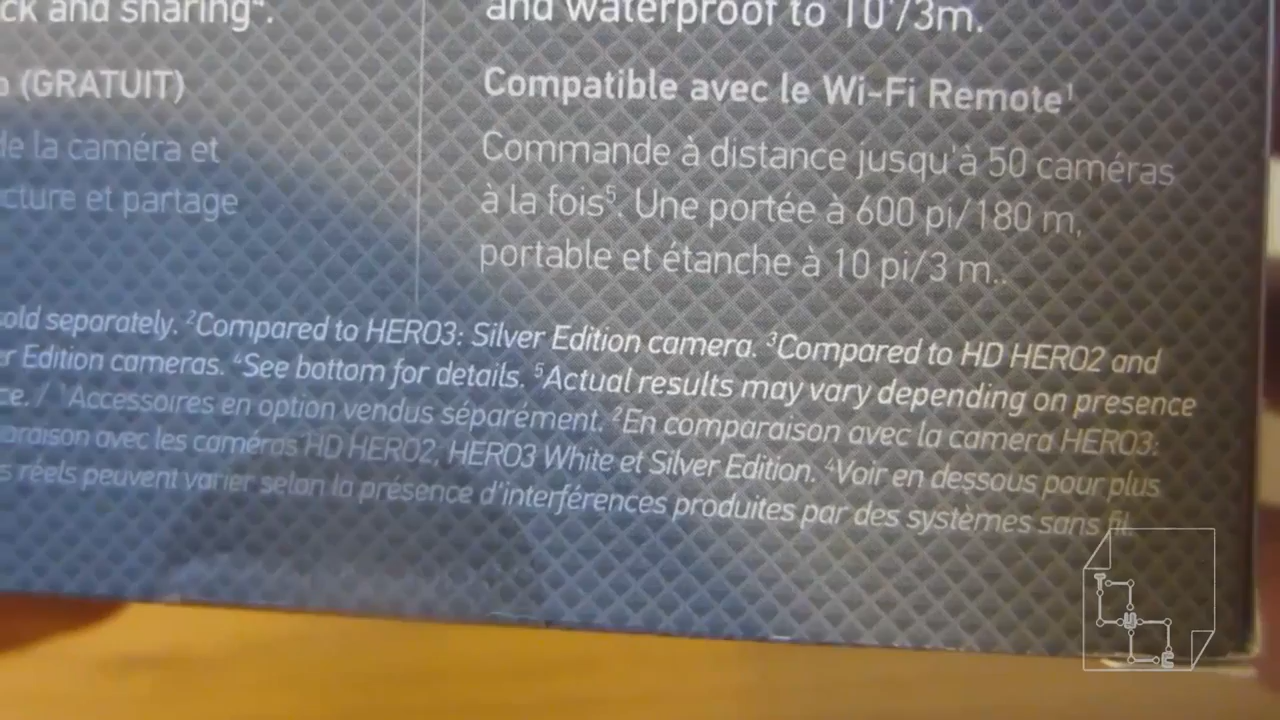 ck and sharing⁴.
and waterproof to 10'/3m.
(GRATUIT)
de la caméra et
cture et partage
Compatible avec le Wi-Fi Remote¹
Commande à distance jusqu'à 50 caméras
à la fois⁵. Une portée à 600 pi/180 m,
portable et étanche à 10 pi/3 m..
sold separately. ²Compared to HERO3: Silver Edition camera. ³Compared to HD HERO2 and
er Edition cameras. ⁴See bottom for details. ⁵Actual results may vary depending on presence
ce. / ¹Accessoires en option vendus séparément. ²En comparaison avec la camera HERO3:
paraison avec les caméras HD HERO2, HERO3 White et Silver Edition. ⁴Voir en dessous pour plus
s réels peuvent varier selon la présence d'interférences produites par des systèmes sans fil.
T
U
E